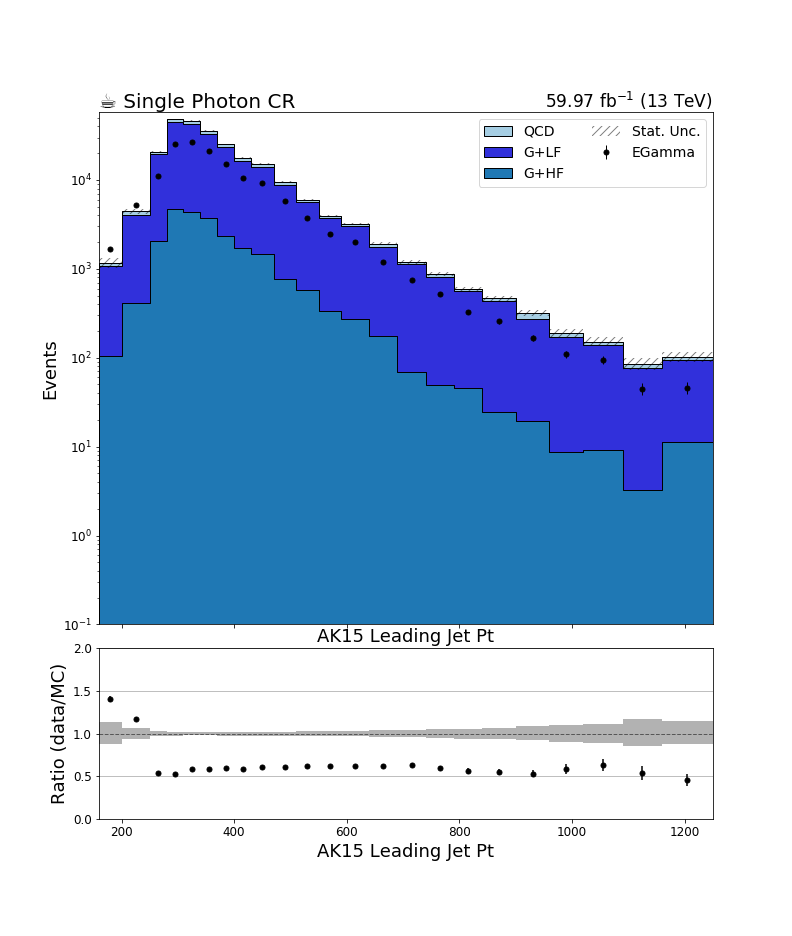 ☕ Single Photon CR
59.97 fb⁻¹ (13 TeV)
QCD
G+LF
G+HF
Stat. Unc.
EGamma
Events
10⁴
10³
10²
10¹
10⁰
10⁻¹
AK15 Leading Jet Pt
Ratio (data/MC)
2.0
1.5
1.0
0.5
0.0
200 400 600 800 1000 1200
AK15 Leading Jet Pt